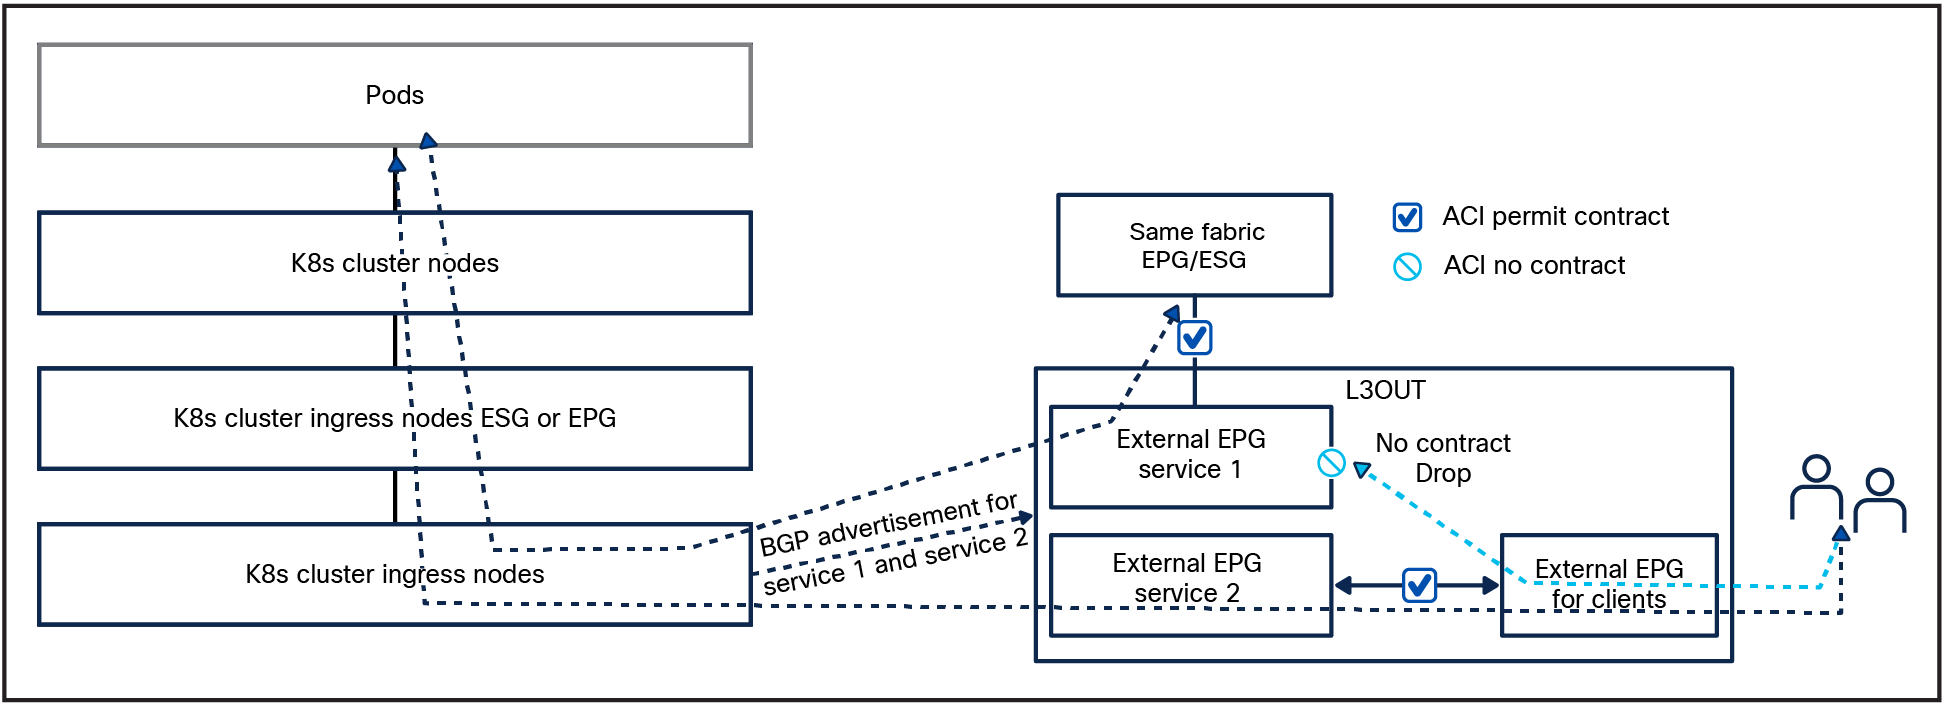 Pods
K8s cluster nodes
K8s cluster ingress nodes ESG or EPG
K8s cluster ingress nodes
BGP advertisement for
service 1 and service 2
Same fabric
EPG/ESG
ACI permit contract
ACI no contract
L3OUT
External EPG
service 1
No contract
Drop
External EPG
service 2
External EPG
for clients